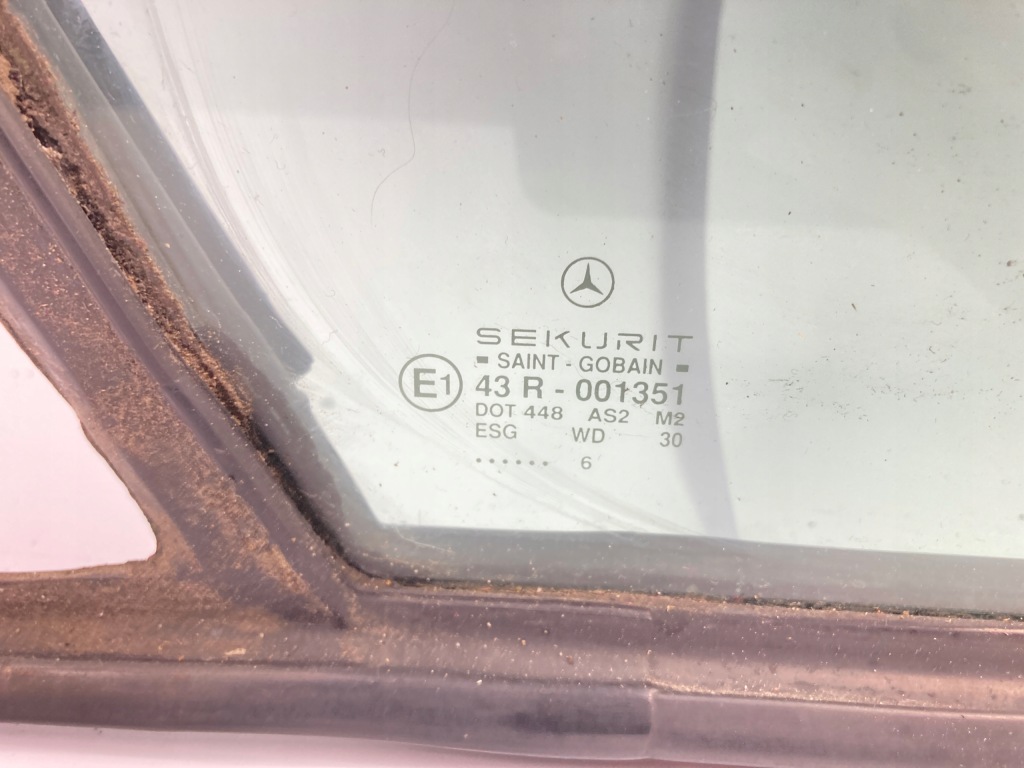 SEKURIT
SAINT - GOBAIN
E1 43 R - 001351
DOT 448 AS2 M2
ESG WD 30
...... 6